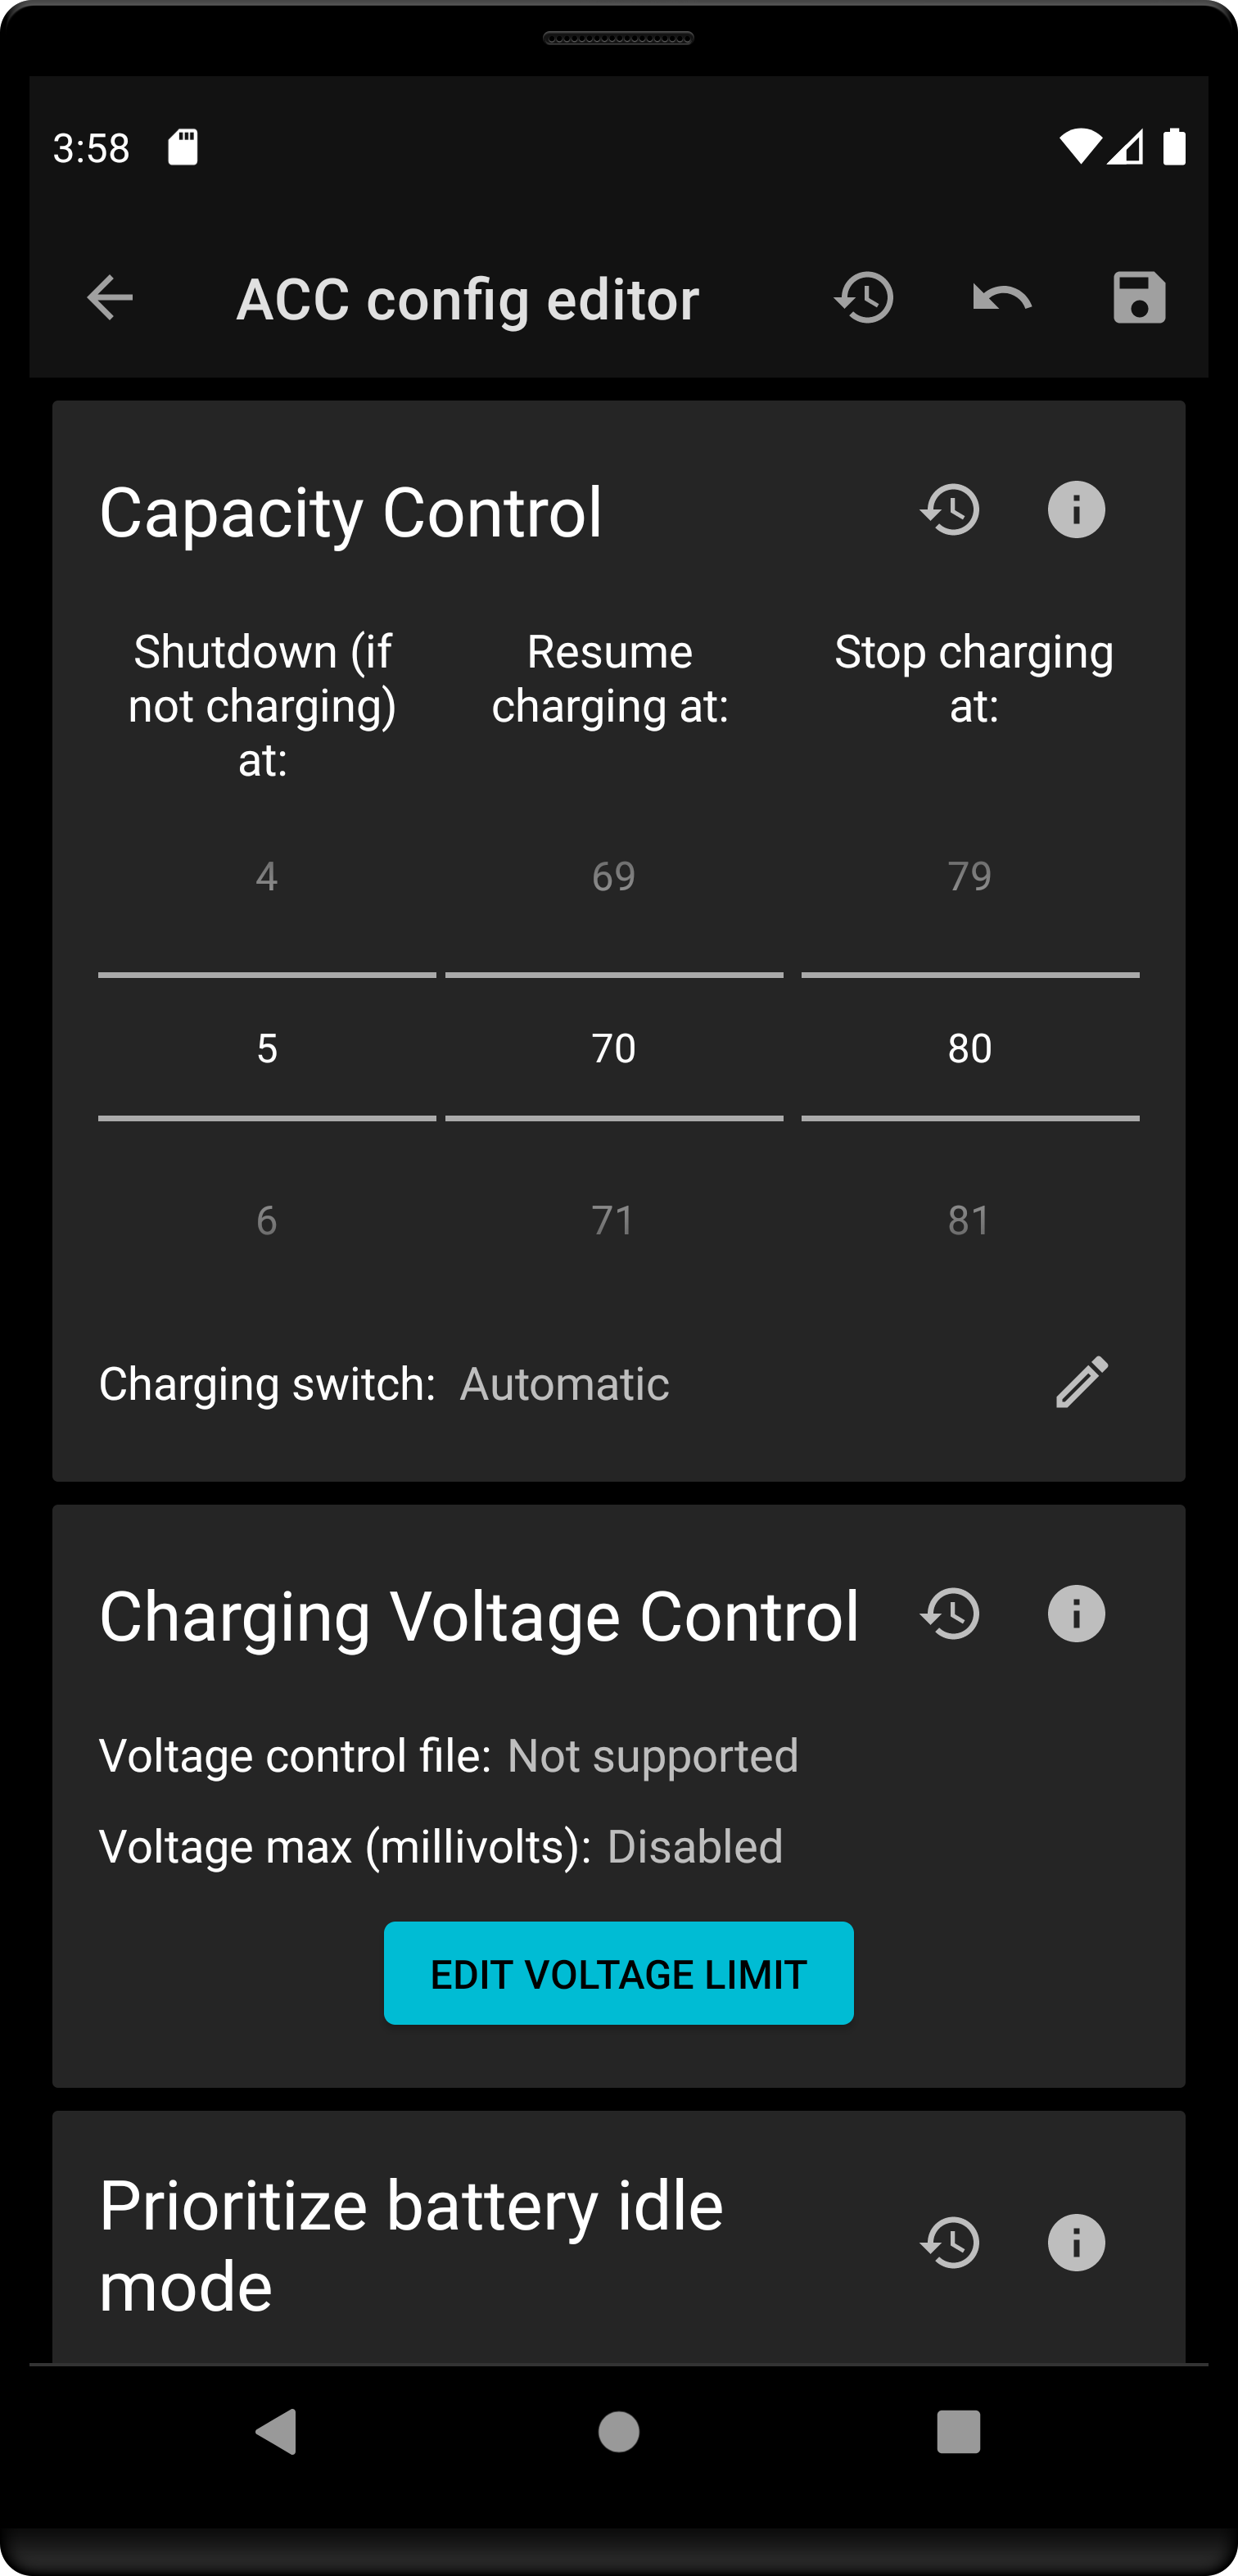 3:58
ACC config editor
Capacity Control
Shutdown (if
not charging)
at:
Resume
charging at:
Stop charging
at:
4 69 79
5 70 80
6 71 81
Charging switch: Automatic
Charging Voltage Control
Voltage control file: Not supported
Voltage max (millivolts): Disabled
EDIT VOLTAGE LIMIT
Prioritize battery idle
mode